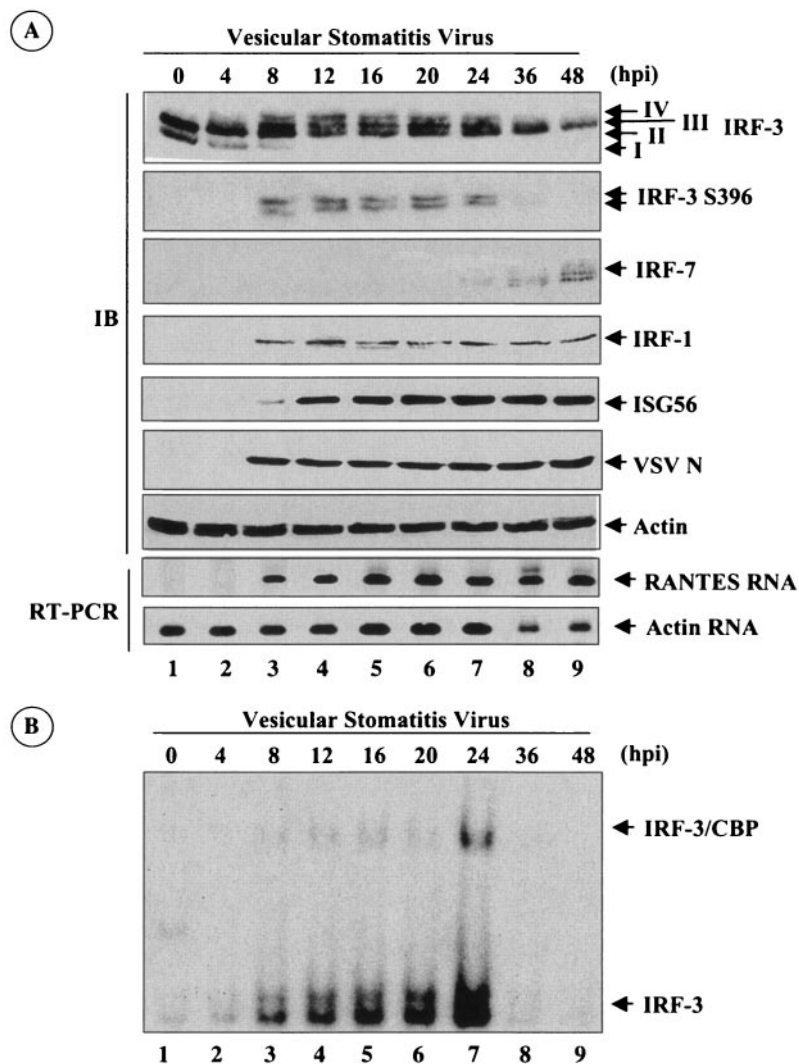 A
Vesicular Stomatitis Virus
0 4 8 12 16 20 24 36 48 (hpi)
IV
III IRF-3
II
I
IRF-3 S396
IRF-7
IB
IRF-1
ISG56
VSV N
Actin
RANTES RNA
RT-PCR
Actin RNA
1 2 3 4 5 6 7 8 9
B
Vesicular Stomatitis Virus
0 4 8 12 16 20 24 36 48 (hpi)
IRF-3/CBP
IRF-3
1 2 3 4 5 6 7 8 9